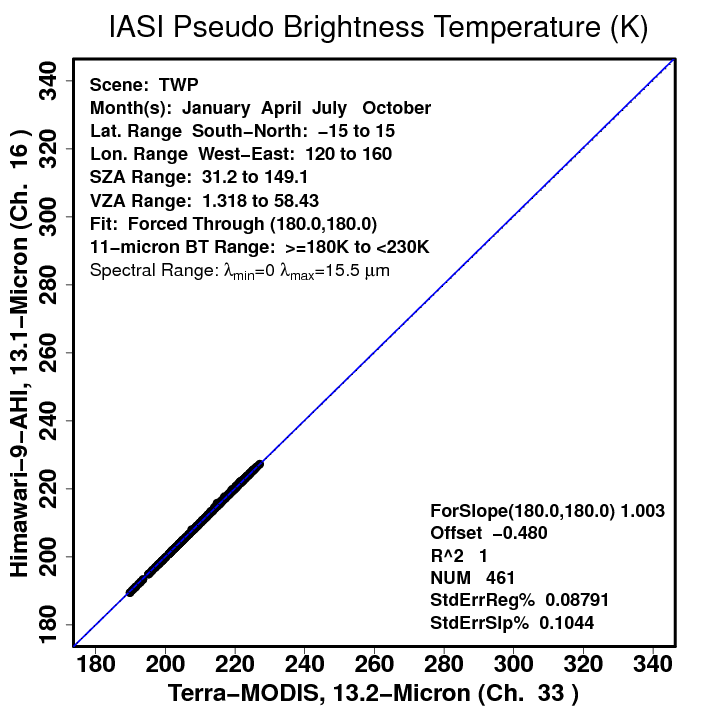 IASI Pseudo Brightness Temperature (K)
Scene: TWP
Month(s): January April July October
Lat. Range South−North: −15 to 15
Lon. Range West−East: 120 to 160
SZA Range: 31.2 to 149.1
VZA Range: 1.318 to 58.43
Fit: Forced Through (180.0,180.0)
11−micron BT Range: >=180K to <230K
Spectral Range: λmin=0 λmax=15.5 μm
Himawari−9−AHI, 13.1−Micron (Ch. 16 )
340
320
300
280
260
240
220
200
180
ForSlope(180.0,180.0) 1.003
Offset −0.480
R^2 1
NUM 461
StdErrReg% 0.08791
StdErrSlp% 0.1044
180 200 220 240 260 280 300 320 340
Terra−MODIS, 13.2−Micron (Ch. 33 )